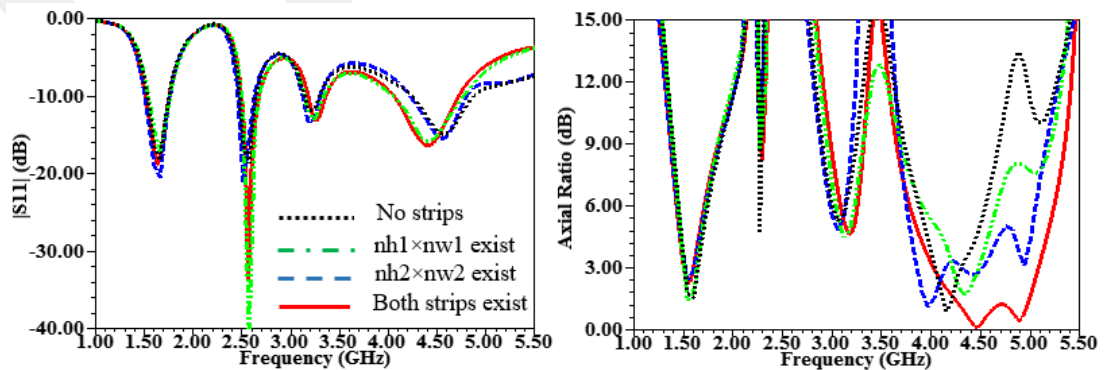 0.00
-10.00
-20.00
-30.00
-40.00
|S11| (dB)
No strips
nh1×nw1 exist
nh2×nw2 exist
Both strips exist
1.00 1.50 2.00 2.50 3.00 3.50 4.00 4.50 5.00 5.50
Frequency (GHz)
15.00
12.00
9.00
6.00
3.00
0.00
Axial Ratio (dB)
1.00 1.50 2.00 2.50 3.00 3.50 4.00 4.50 5.00 5.50
Frequency (GHz)